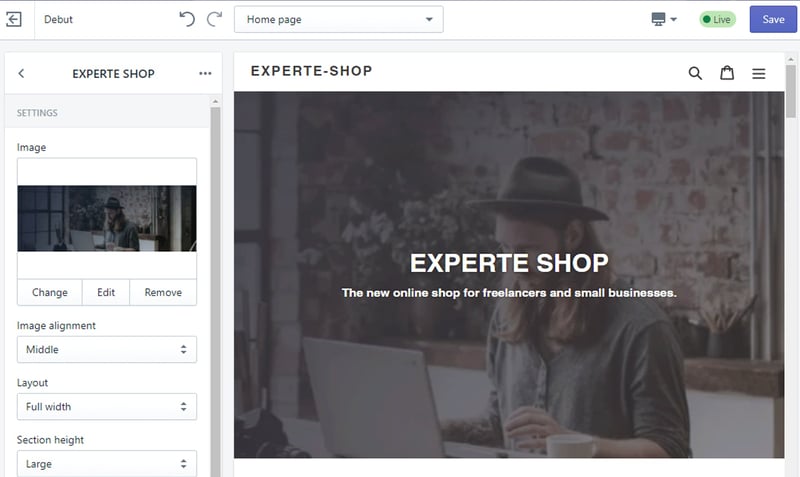 Debut
Home page
Live
Save
EXPERTE SHOP
SETTINGS
Image
Change
Edit
Remove
Image alignment
Middle
Layout
Full width
Section height
Large
EXPERTE-SHOP
EXPERTE SHOP
The new online shop for freelancers and small businesses.